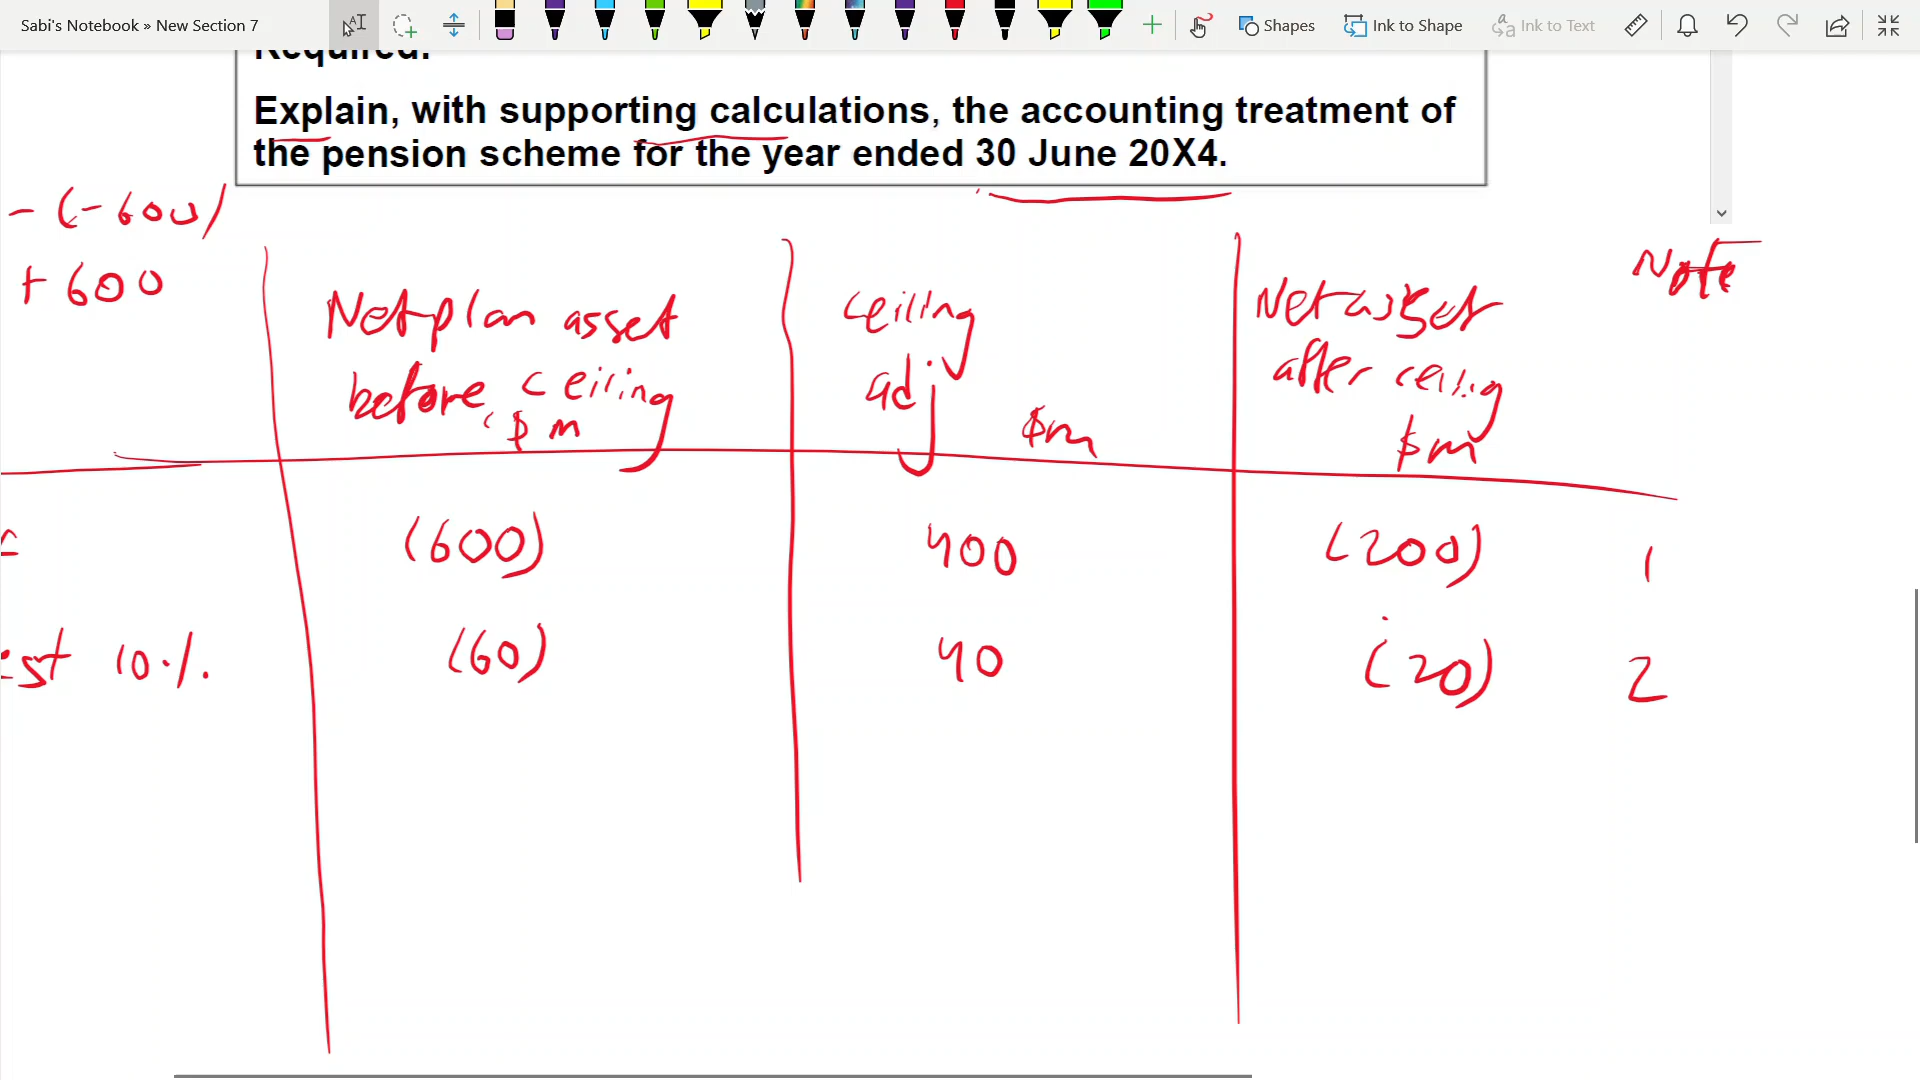 Sabi's Notebook » New Section 7
Shapes
Ink to Shape
Ink to Text
Required:
Explain, with supporting calculations, the accounting treatment of
the pension scheme for the year ended 30 June 20X4.
- (-600)
+ 600
Net plan asset
before ceiling
$m
ceiling
adj
$m
Net asset
after ceiling
$m
Note
(600) 400 (200) 1
est 10%. (60) 40 (20) 2